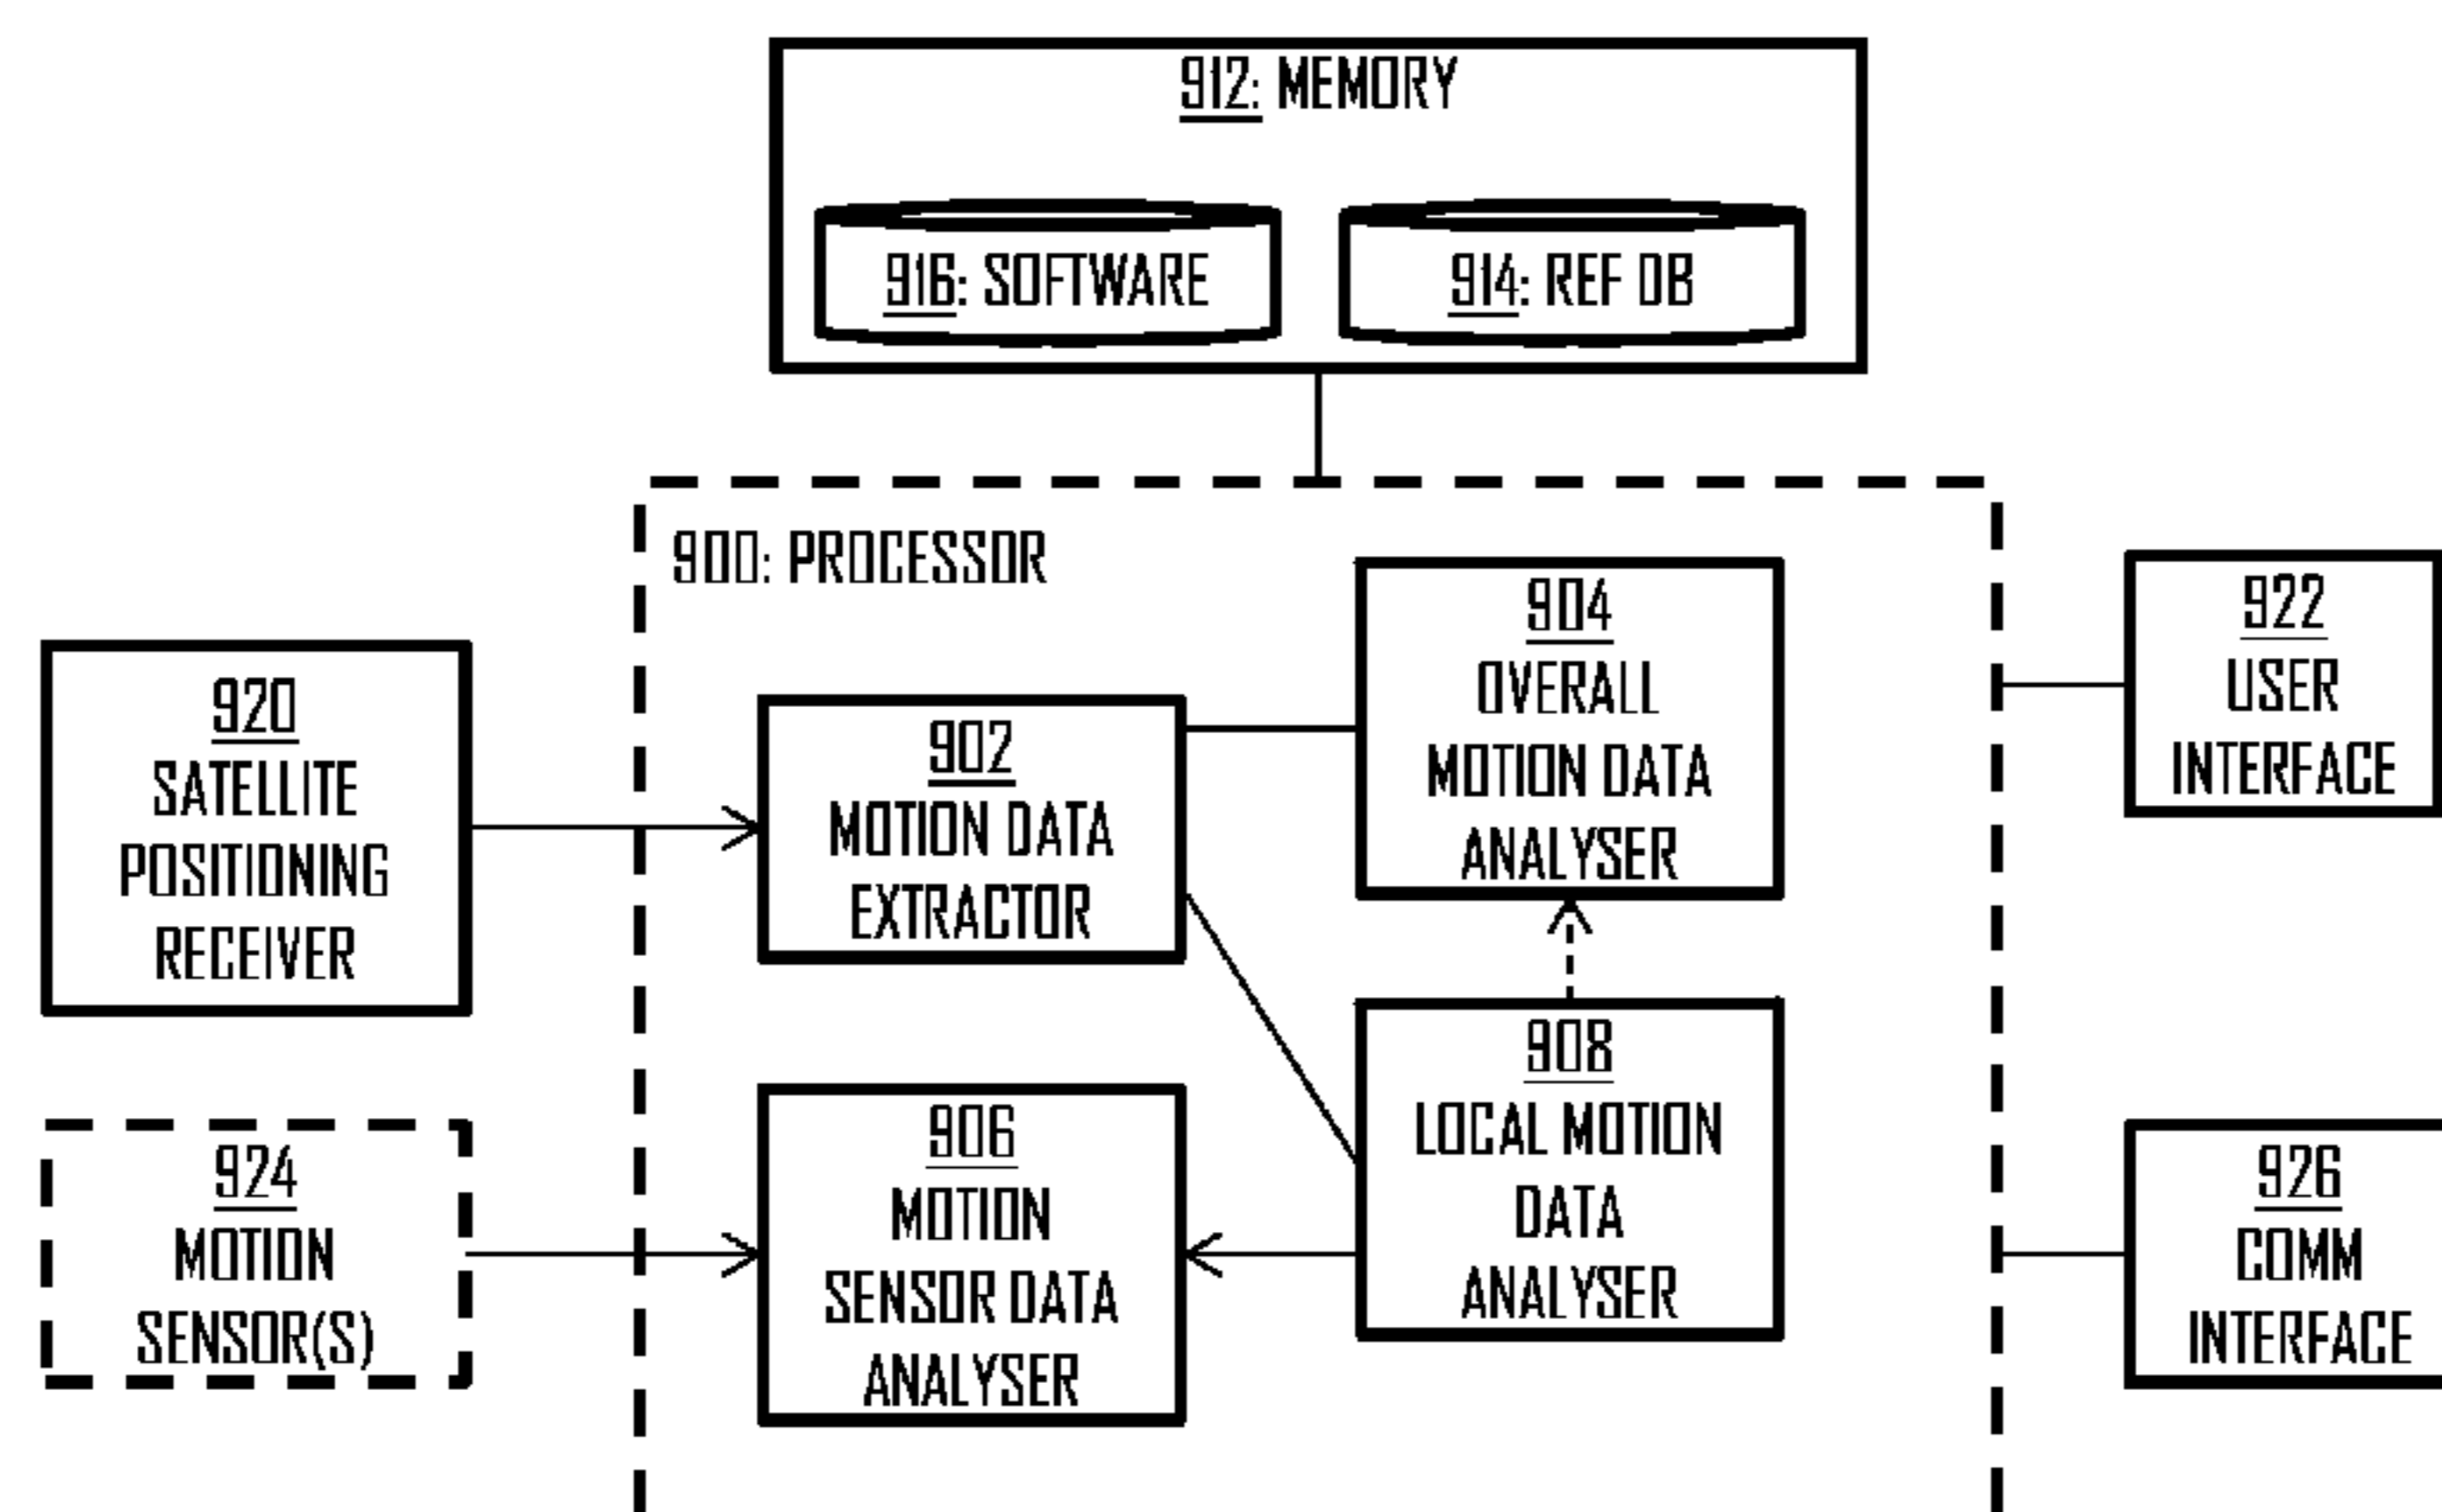 912: MEMORY
916: SOFTWARE
914: REF DB
900: PROCESSOR
904
OVERALL
MOTION DATA
ANALYSER
922
USER
INTERFACE
920
SATELLITE
POSITIONING
RECEIVER
902
MOTION DATA
EXTRACTOR
908
LOCAL MOTION
DATA
ANALYSER
924
MOTION
SENSOR(S)
906
MOTION
SENSOR DATA
ANALYSER
926
COMM
INTERFACE